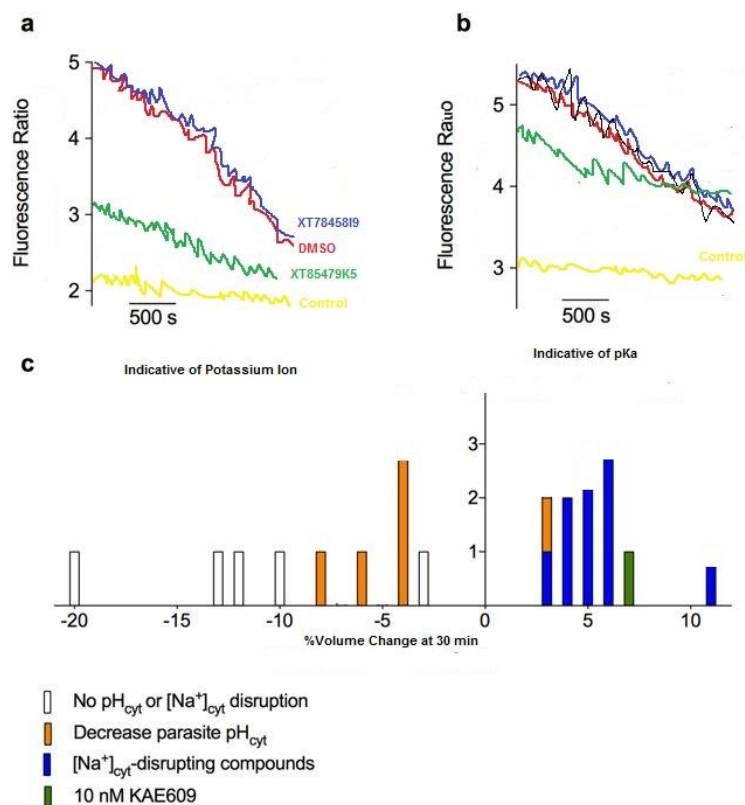 a
b
5
4
3
2
Fluorescence Ratio
XT78458I9
DMSO
XT85479K5
Control
500 s
5
4
3
Fluorescence RauO
Control
500 s
Indicative of Potassium Ion
Indicative of pKa
c
3
2
1
-20
-15
-10
-5
0
5
10
%Volume Change at 30 min
No pHcyt or [Na+]cyt disruption
Decrease parasite pHcyt
[Na+]cyt-disrupting compounds
10 nM KAE609